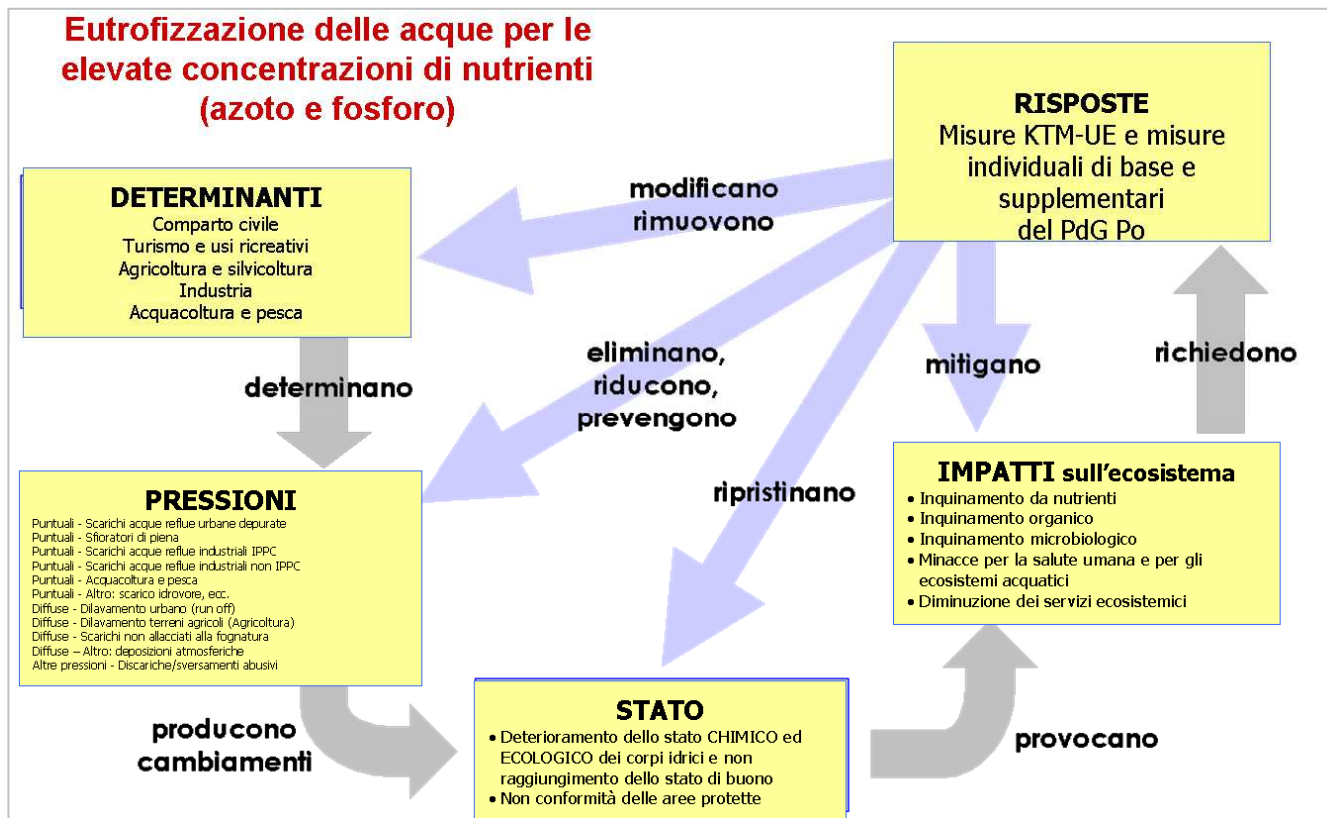 Eutrofizzazione delle acque per le
elevate concentrazioni di nutrienti
(azoto e fosforo)
RISPOSTE
Misure KTM-UE e misure
individuali di base e
supplementari
del PdG Po
DETERMINANTI
Comparto civile
Turismo e usi ricreativi
Agricoltura e silvicoltura
Industria
Acquacoltura e pesca
modificano
rimuovono
determinano
eliminano,
riducono,
prevengono
mitigano
richiedono
ripristinano
PRESSIONI
Puntuali - Scarichi acque reflue urbane depurate
Puntuali - Sfioratori di piena
Puntuali - Scarichi acque reflue industriali IPPC
Puntuali - Scarichi acque reflue industriali non IPPC
Puntuali - Acquacoltura e pesca
Puntuali - Altro: scarico idrovore, ecc.
Diffuse - Dilavamento urbano (run off)
Diffuse - Dilavamento terreni agricoli (Agricoltura)
Diffuse - Scarichi non allacciati alla fognatura
Diffuse – Altro: deposizioni atmosferiche
Altre pressioni - Discariche/sversamenti abusivi
IMPATTI sull'ecosistema
• Inquinamento da nutrienti
• Inquinamento organico
• Inquinamento microbiologico
• Minacce per la salute umana e per gli
ecosistemi acquatici
• Diminuzione dei servizi ecosistemici
producono
cambiamenti
STATO
• Deterioramento dello stato CHIMICO ed
ECOLOGICO dei corpi idrici e non
raggiungimento dello stato di buono
• Non conformità delle aree protette
provocano